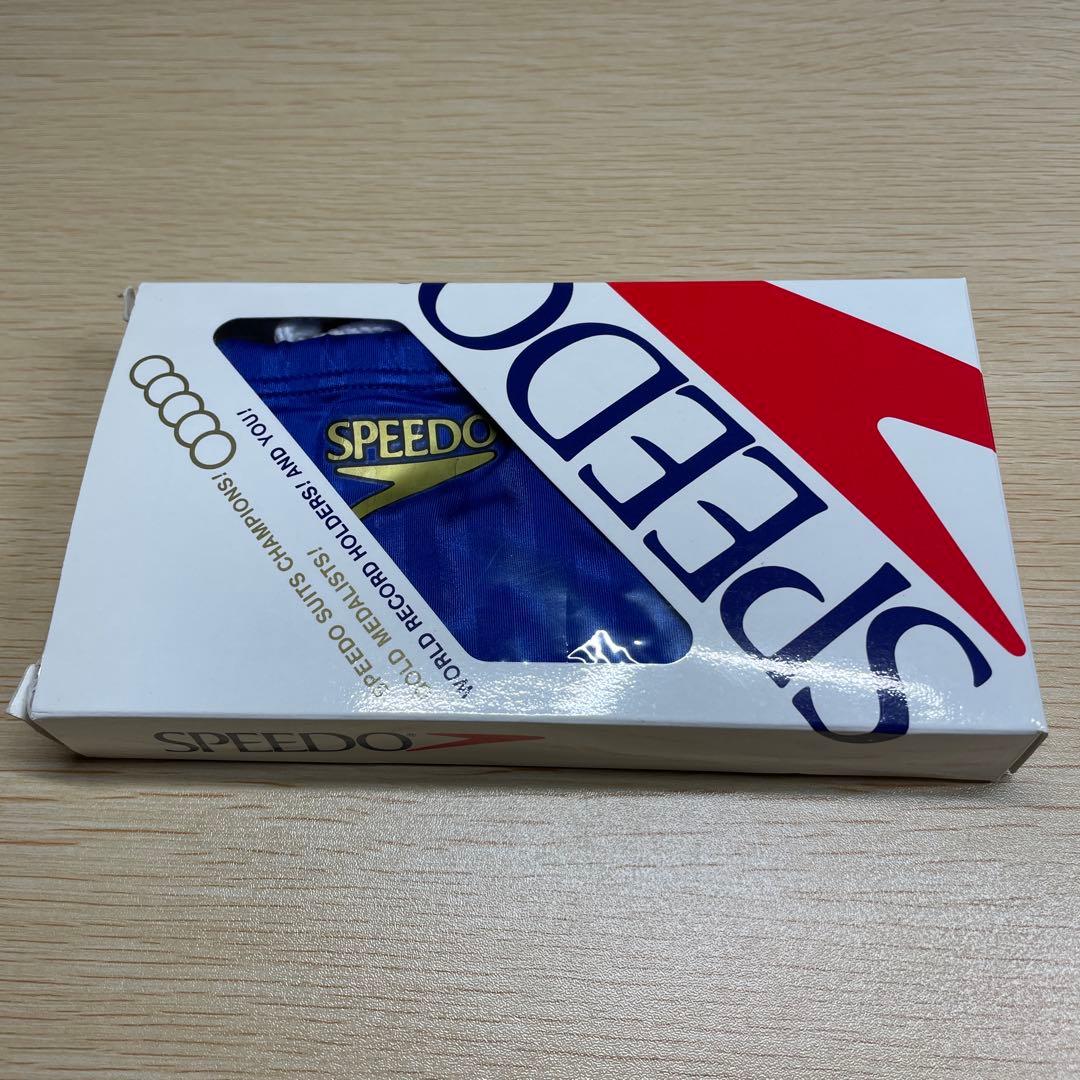 SPEEDO
SPEEDO
SPEEDO SUITS CHAMPIONS!
GOLD MEDALISTS!
WORLD RECORD HOLDERS! AND YOU!
SPEEDO®